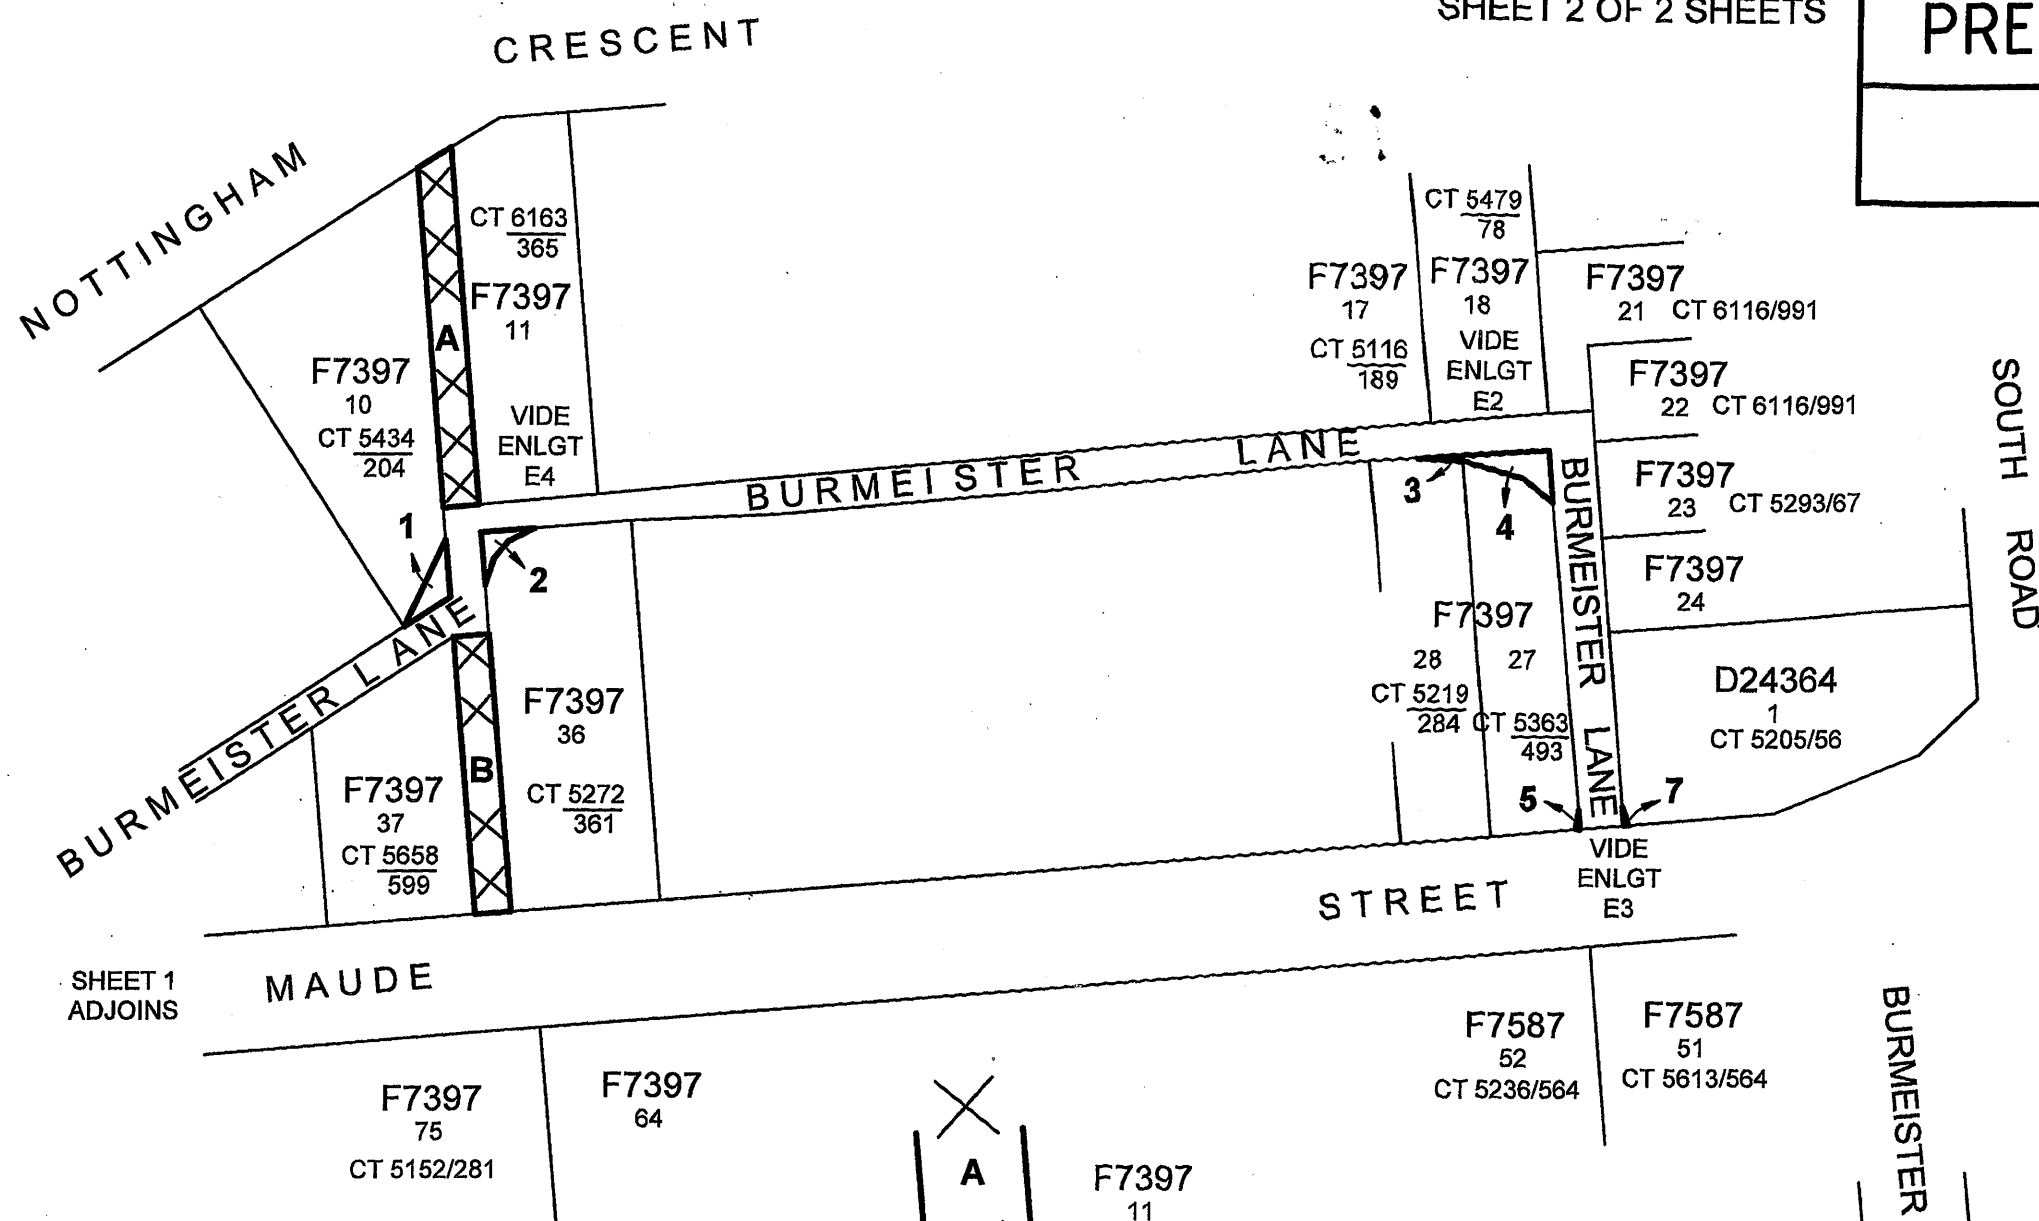 SHEET 2 OF 2 SHEETS
PRE
CRESCENT
NOTTINGHAM
CT 6163
365
F7397
11
A
VIDE
ENLGT
E4
F7397
10
CT 5434
204
1
2
CT 5479
78
F7397
17
CT 5116
189
F7397
18
VIDE
ENLGT
E2
F7397
21 CT 6116/991
F7397
22 CT 6116/991
F7397
23 CT 5293/67
F7397
24
SOUTH ROAD
BURMEISTER LANE
3
4
BURMEISTER LANE
BURMEISTER LANE
F7397
28
27
CT 5219
284
CT 5363
493
D24364
1
CT 5205/56
F7397
36
CT 5272
361
B
F7397
37
CT 5658
599
5
7
VIDE
ENLGT
E3
MAUDE STREET
SHEET 1
ADJOINS
F7397
75
CT 5152/281
F7397
64
A
F7397
11
F7587
52
CT 5236/564
F7587
51
CT 5613/564
BURMEISTER